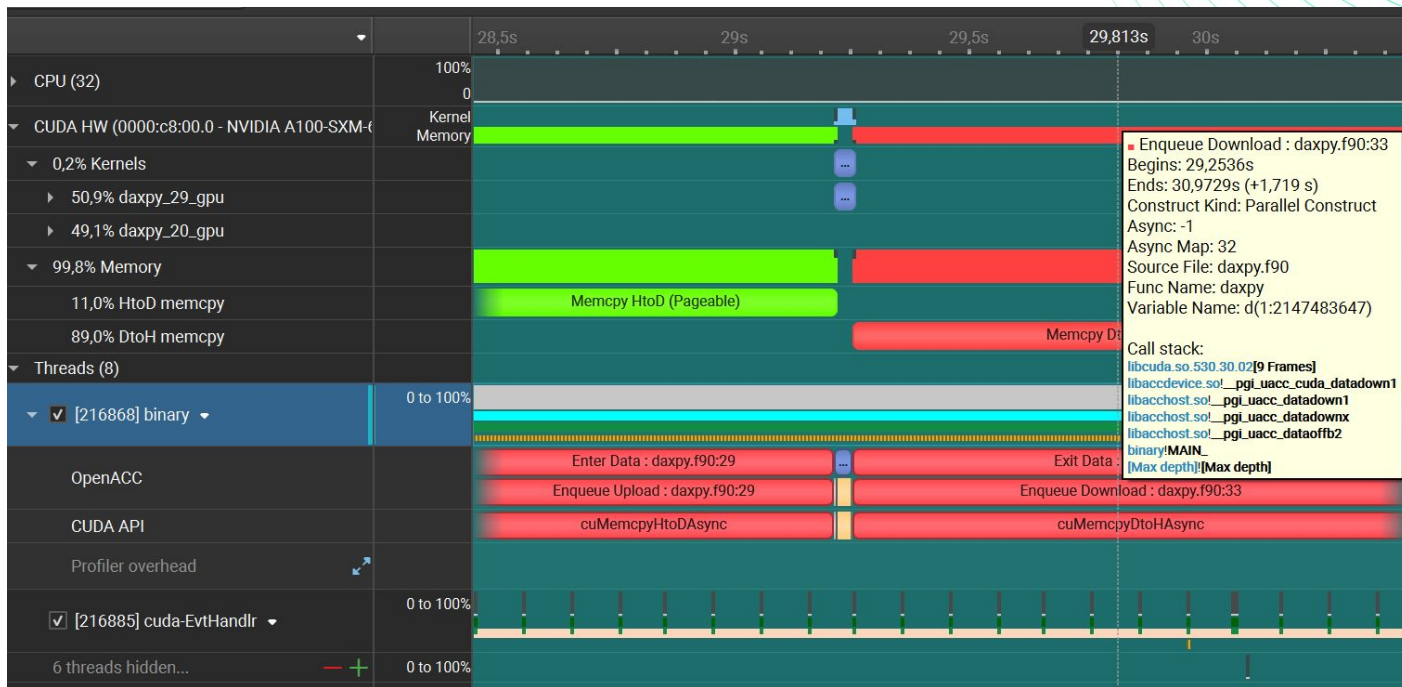 28,5s 29s 29,5s 29,813s 30s
CPU (32) 100%
0
CUDA HW (0000:c8:00.0 - NVIDIA A100-SXM-6 Kernel
Memory
0,2% Kernels ...
50,9% daxpy_29_gpu ...
49,1% daxpy_20_gpu
99,8% Memory
11,0% HtoD memcpy Memcpy HtoD (Pageable)
89,0% DtoH memcpy Memcpy Dt
Threads (8)
[216868] binary 0 to 100%
OpenACC Enter Data : daxpy.f90:29 ... Exit Data :
Enqueue Upload : daxpy.f90:29 Enqueue Download : daxpy.f90:33
CUDA API cuMemcpyHtoDAsync cuMemcpyDtoHAsync
Profiler overhead
[216885] cuda-EvtHandlr 0 to 100%
6 threads hidden... 0 to 100%
Enqueue Download : daxpy.f90:33
Begins: 29,2536s
Ends: 30,9729s (+1,719 s)
Construct Kind: Parallel Construct
Async: -1
Async Map: 32
Source File: daxpy.f90
Func Name: daxpy
Variable Name: d(1:2147483647)
Call stack:
libcuda.so.530.30.02[9 Frames]
libaccdevice.so!__pgi_uacc_cuda_datadown1
libacchost.so!__pgi_uacc_datadown1
libacchost.so!__pgi_uacc_datadownx
libacchost.so!__pgi_uacc_dataoffb2
binary!MAIN_
[Max depth]![Max depth]